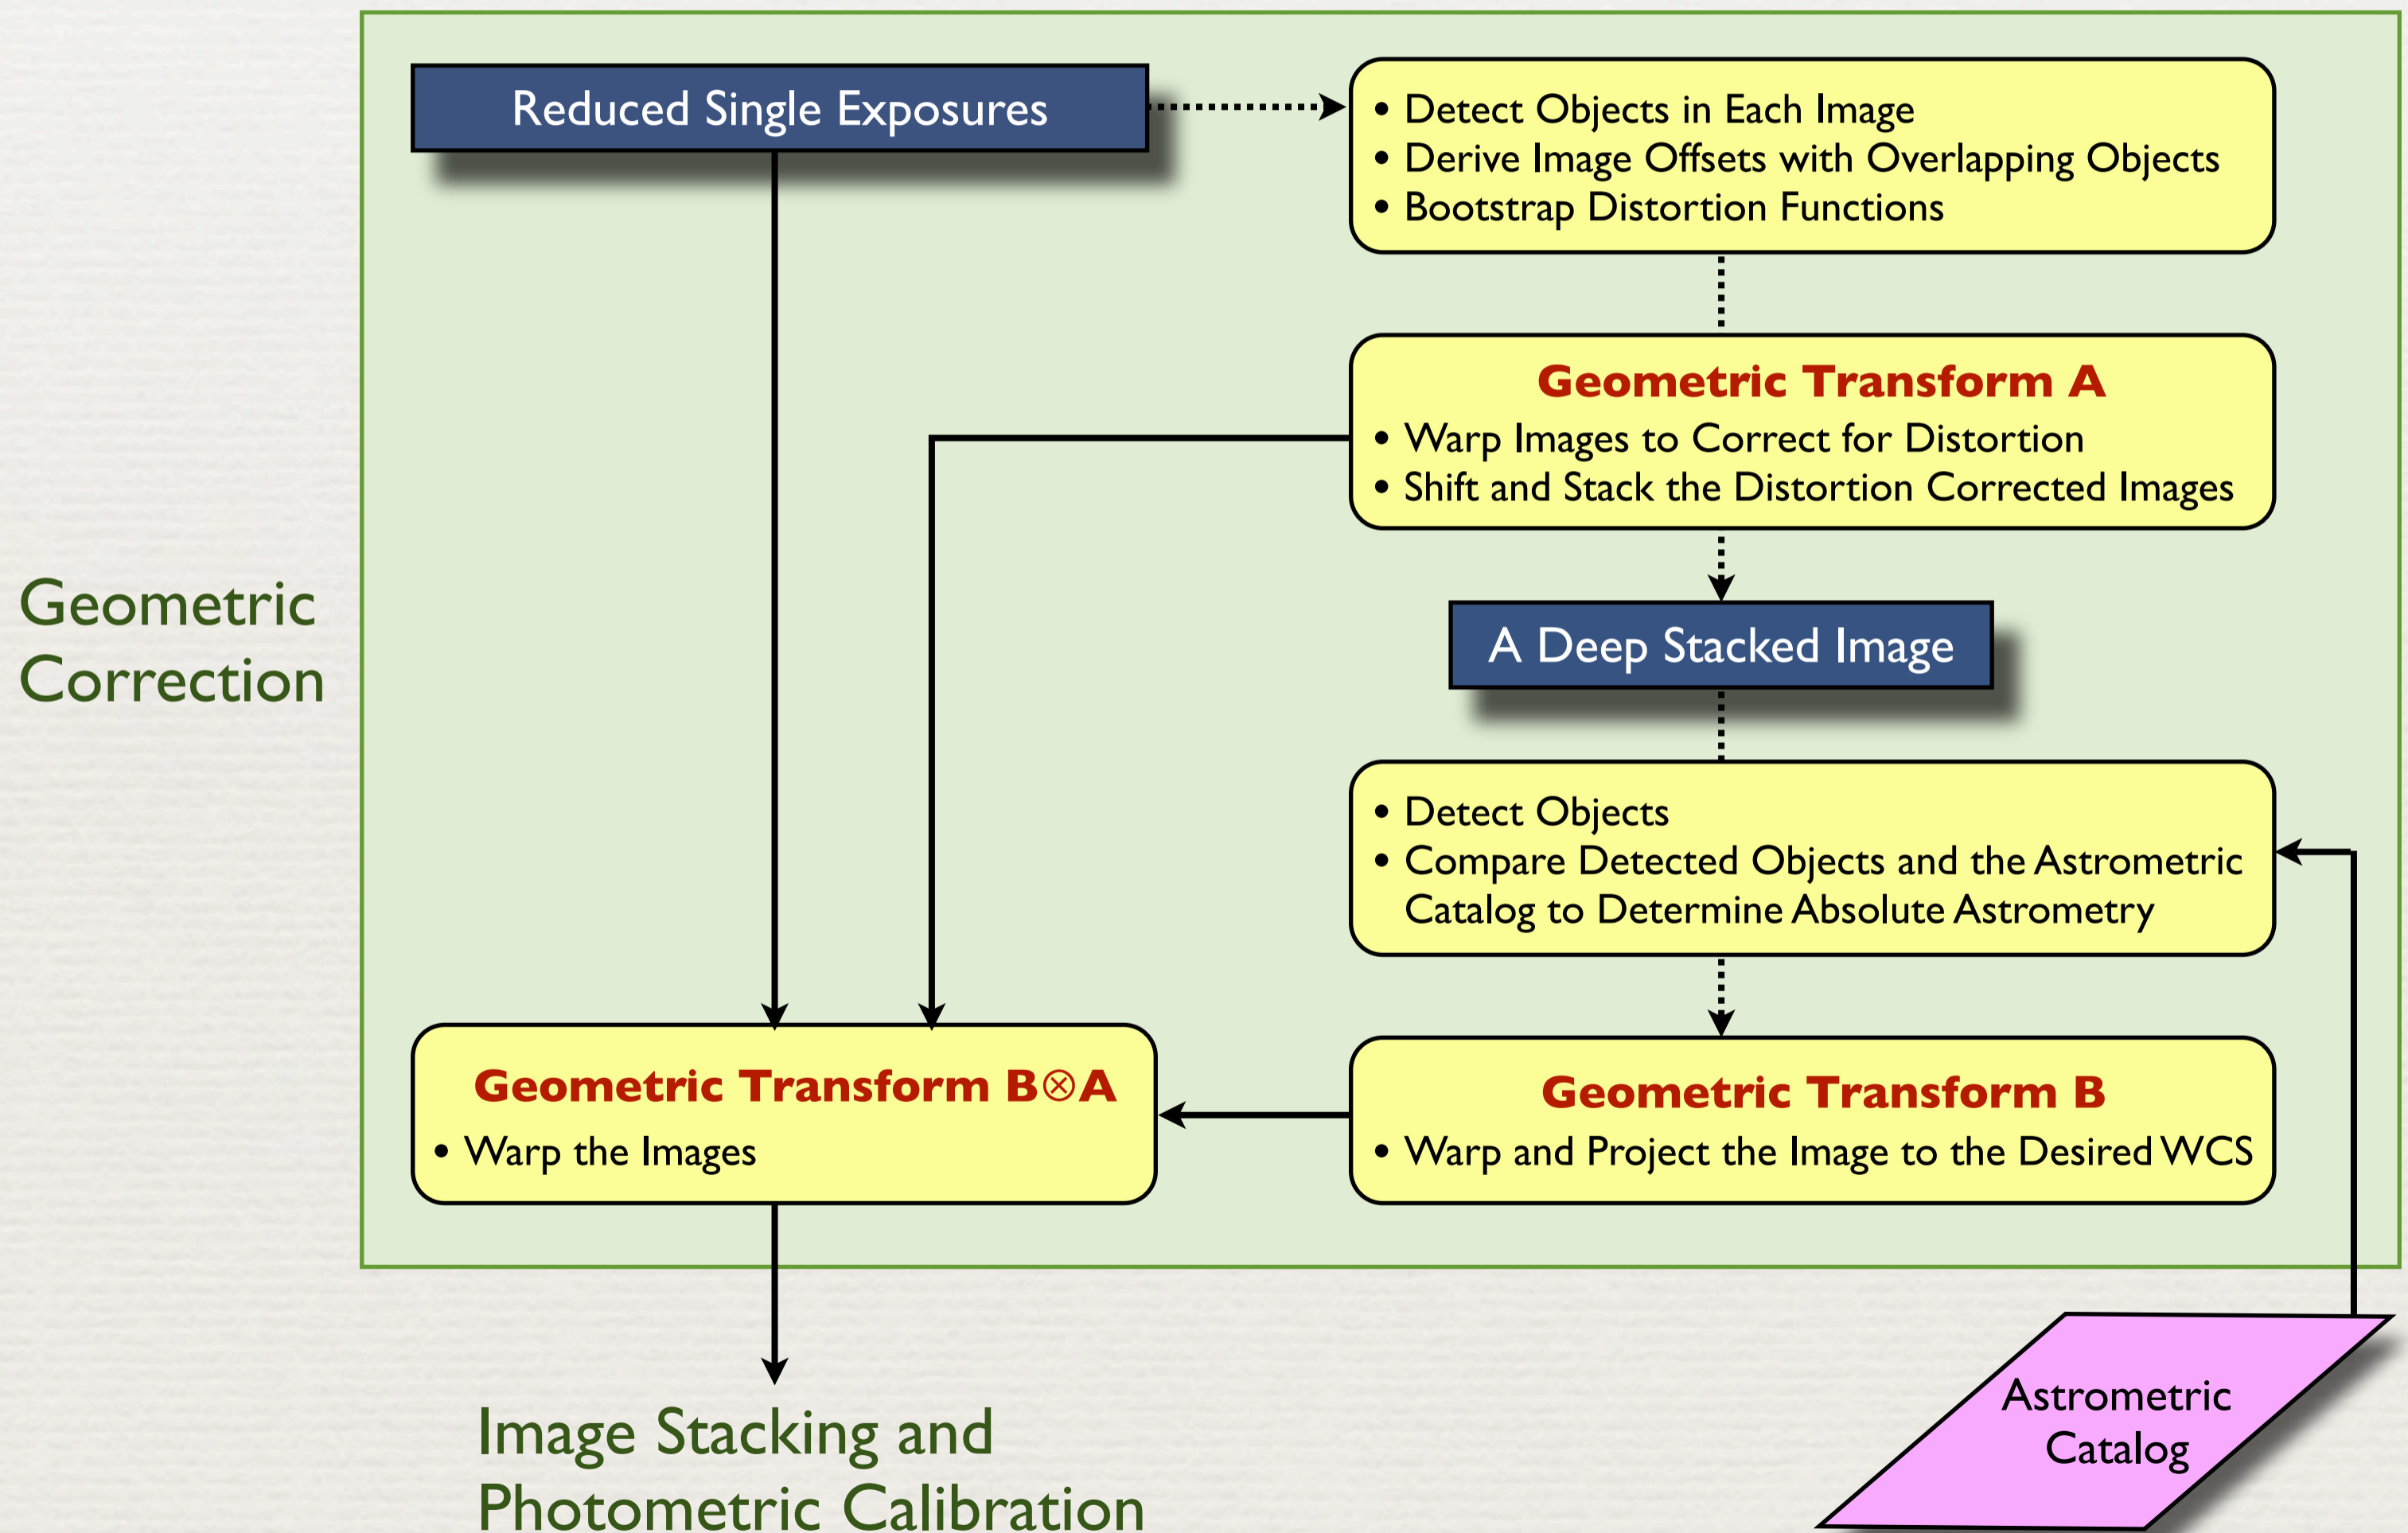 Reduced Single Exposures
• Detect Objects in Each Image
• Derive Image Offsets with Overlapping Objects
• Bootstrap Distortion Functions
Geometric Transform A
• Warp Images to Correct for Distortion
• Shift and Stack the Distortion Corrected Images
Geometric
Correction
A Deep Stacked Image
• Detect Objects
• Compare Detected Objects and the Astrometric
Catalog to Determine Absolute Astrometry
Geometric Transform B⊗A
• Warp the Images
Geometric Transform B
• Warp and Project the Image to the Desired WCS
Image Stacking and
Photometric Calibration
Astrometric
Catalog